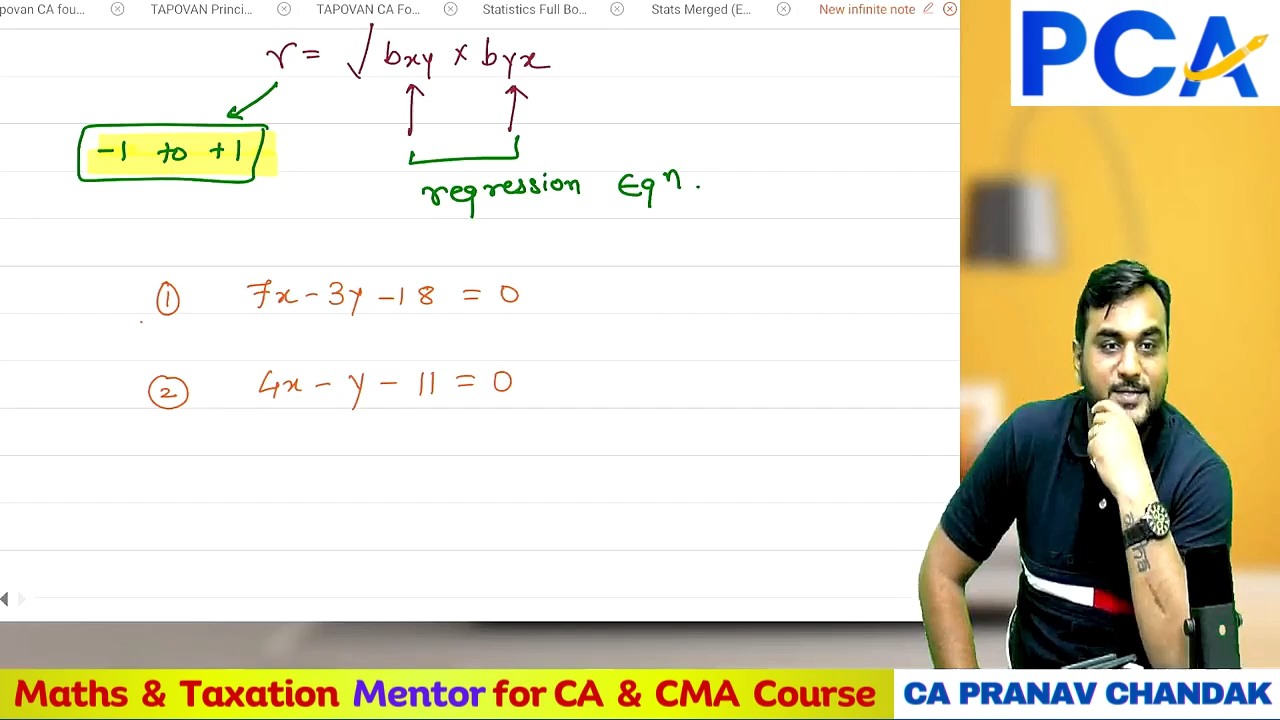 povan CA fou... TAPOVAN Princi... TAPOVAN CA Fo... Statistics Full Bo... Stats Merged (E... New infinite note
PCA
r = √ bxy × byx
-1 to +1
regression Eqⁿ.
① 7x - 3y - 18 = 0
② 4x - y - 11 = 0
Maths & Taxation Mentor for CA & CMA Course
CA PRANAV CHANDAK